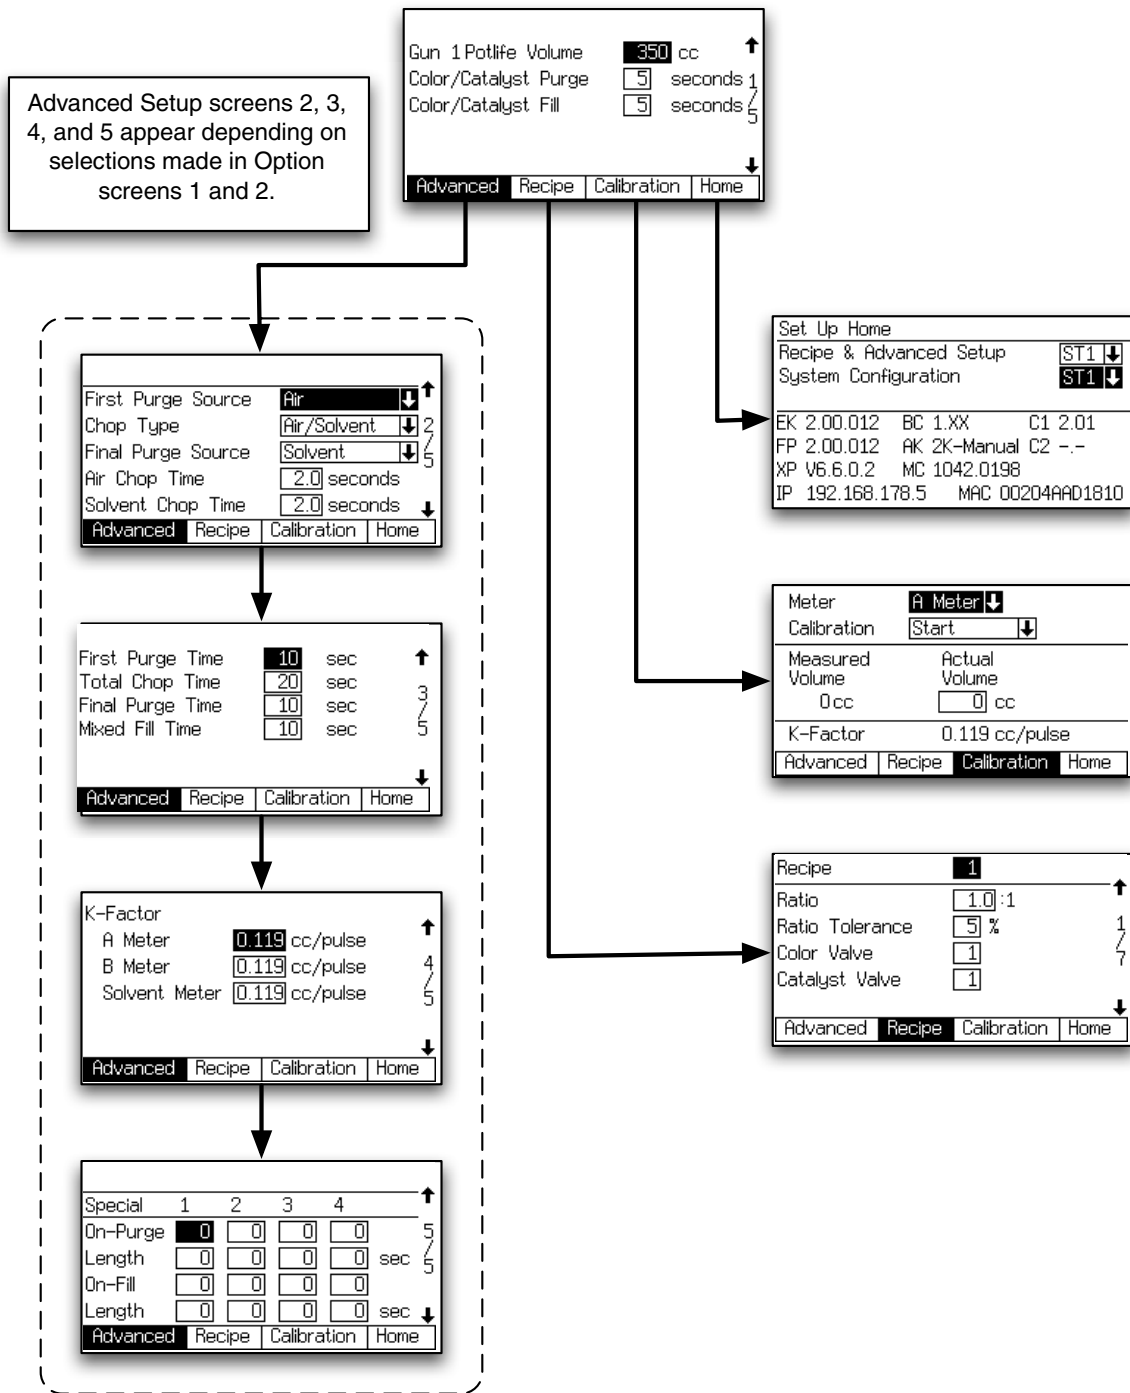 Gun 1 Potlife Volume 350 cc
Color/Catalyst Purge 5 seconds
Color/Catalyst Fill 5 seconds
1/5
Advanced Recipe Calibration Home
Advanced Setup screens 2, 3,
4, and 5 appear depending on
selections made in Option
screens 1 and 2.
First Purge Source Air
Chop Type Air/Solvent
Final Purge Source Solvent
Air Chop Time 2.0 seconds
Solvent Chop Time 2.0 seconds
2/5
Advanced Recipe Calibration Home
First Purge Time 10 sec
Total Chop Time 20 sec
Final Purge Time 10 sec
Mixed Fill Time 10 sec
3/5
Advanced Recipe Calibration Home
K-Factor
A Meter 0.119 cc/pulse
B Meter 0.119 cc/pulse
Solvent Meter 0.119 cc/pulse
4/5
Advanced Recipe Calibration Home
Special 1 2 3 4
On-Purge 0 0 0 0
Length 0 0 0 0 sec
On-Fill 0 0 0 0
Length 0 0 0 0 sec
5/5
Advanced Recipe Calibration Home
Set Up Home
Recipe & Advanced Setup ST1
System Configuration ST1
EK 2.00.012 BC 1.XX C1 2.01
FP 2.00.012 AK 2K-Manual C2 -.-
XP V6.6.0.2 MC 1042.0198
IP 192.168.178.5 MAC 00204AAD1810
Meter A Meter
Calibration Start
Measured Actual
Volume Volume
0 cc 0 cc
K-Factor 0.119 cc/pulse
Advanced Recipe Calibration Home
Recipe 1
Ratio 1.0 :1
Ratio Tolerance 5 %
Color Valve 1
Catalyst Valve 1
1/7
Advanced Recipe Calibration Home